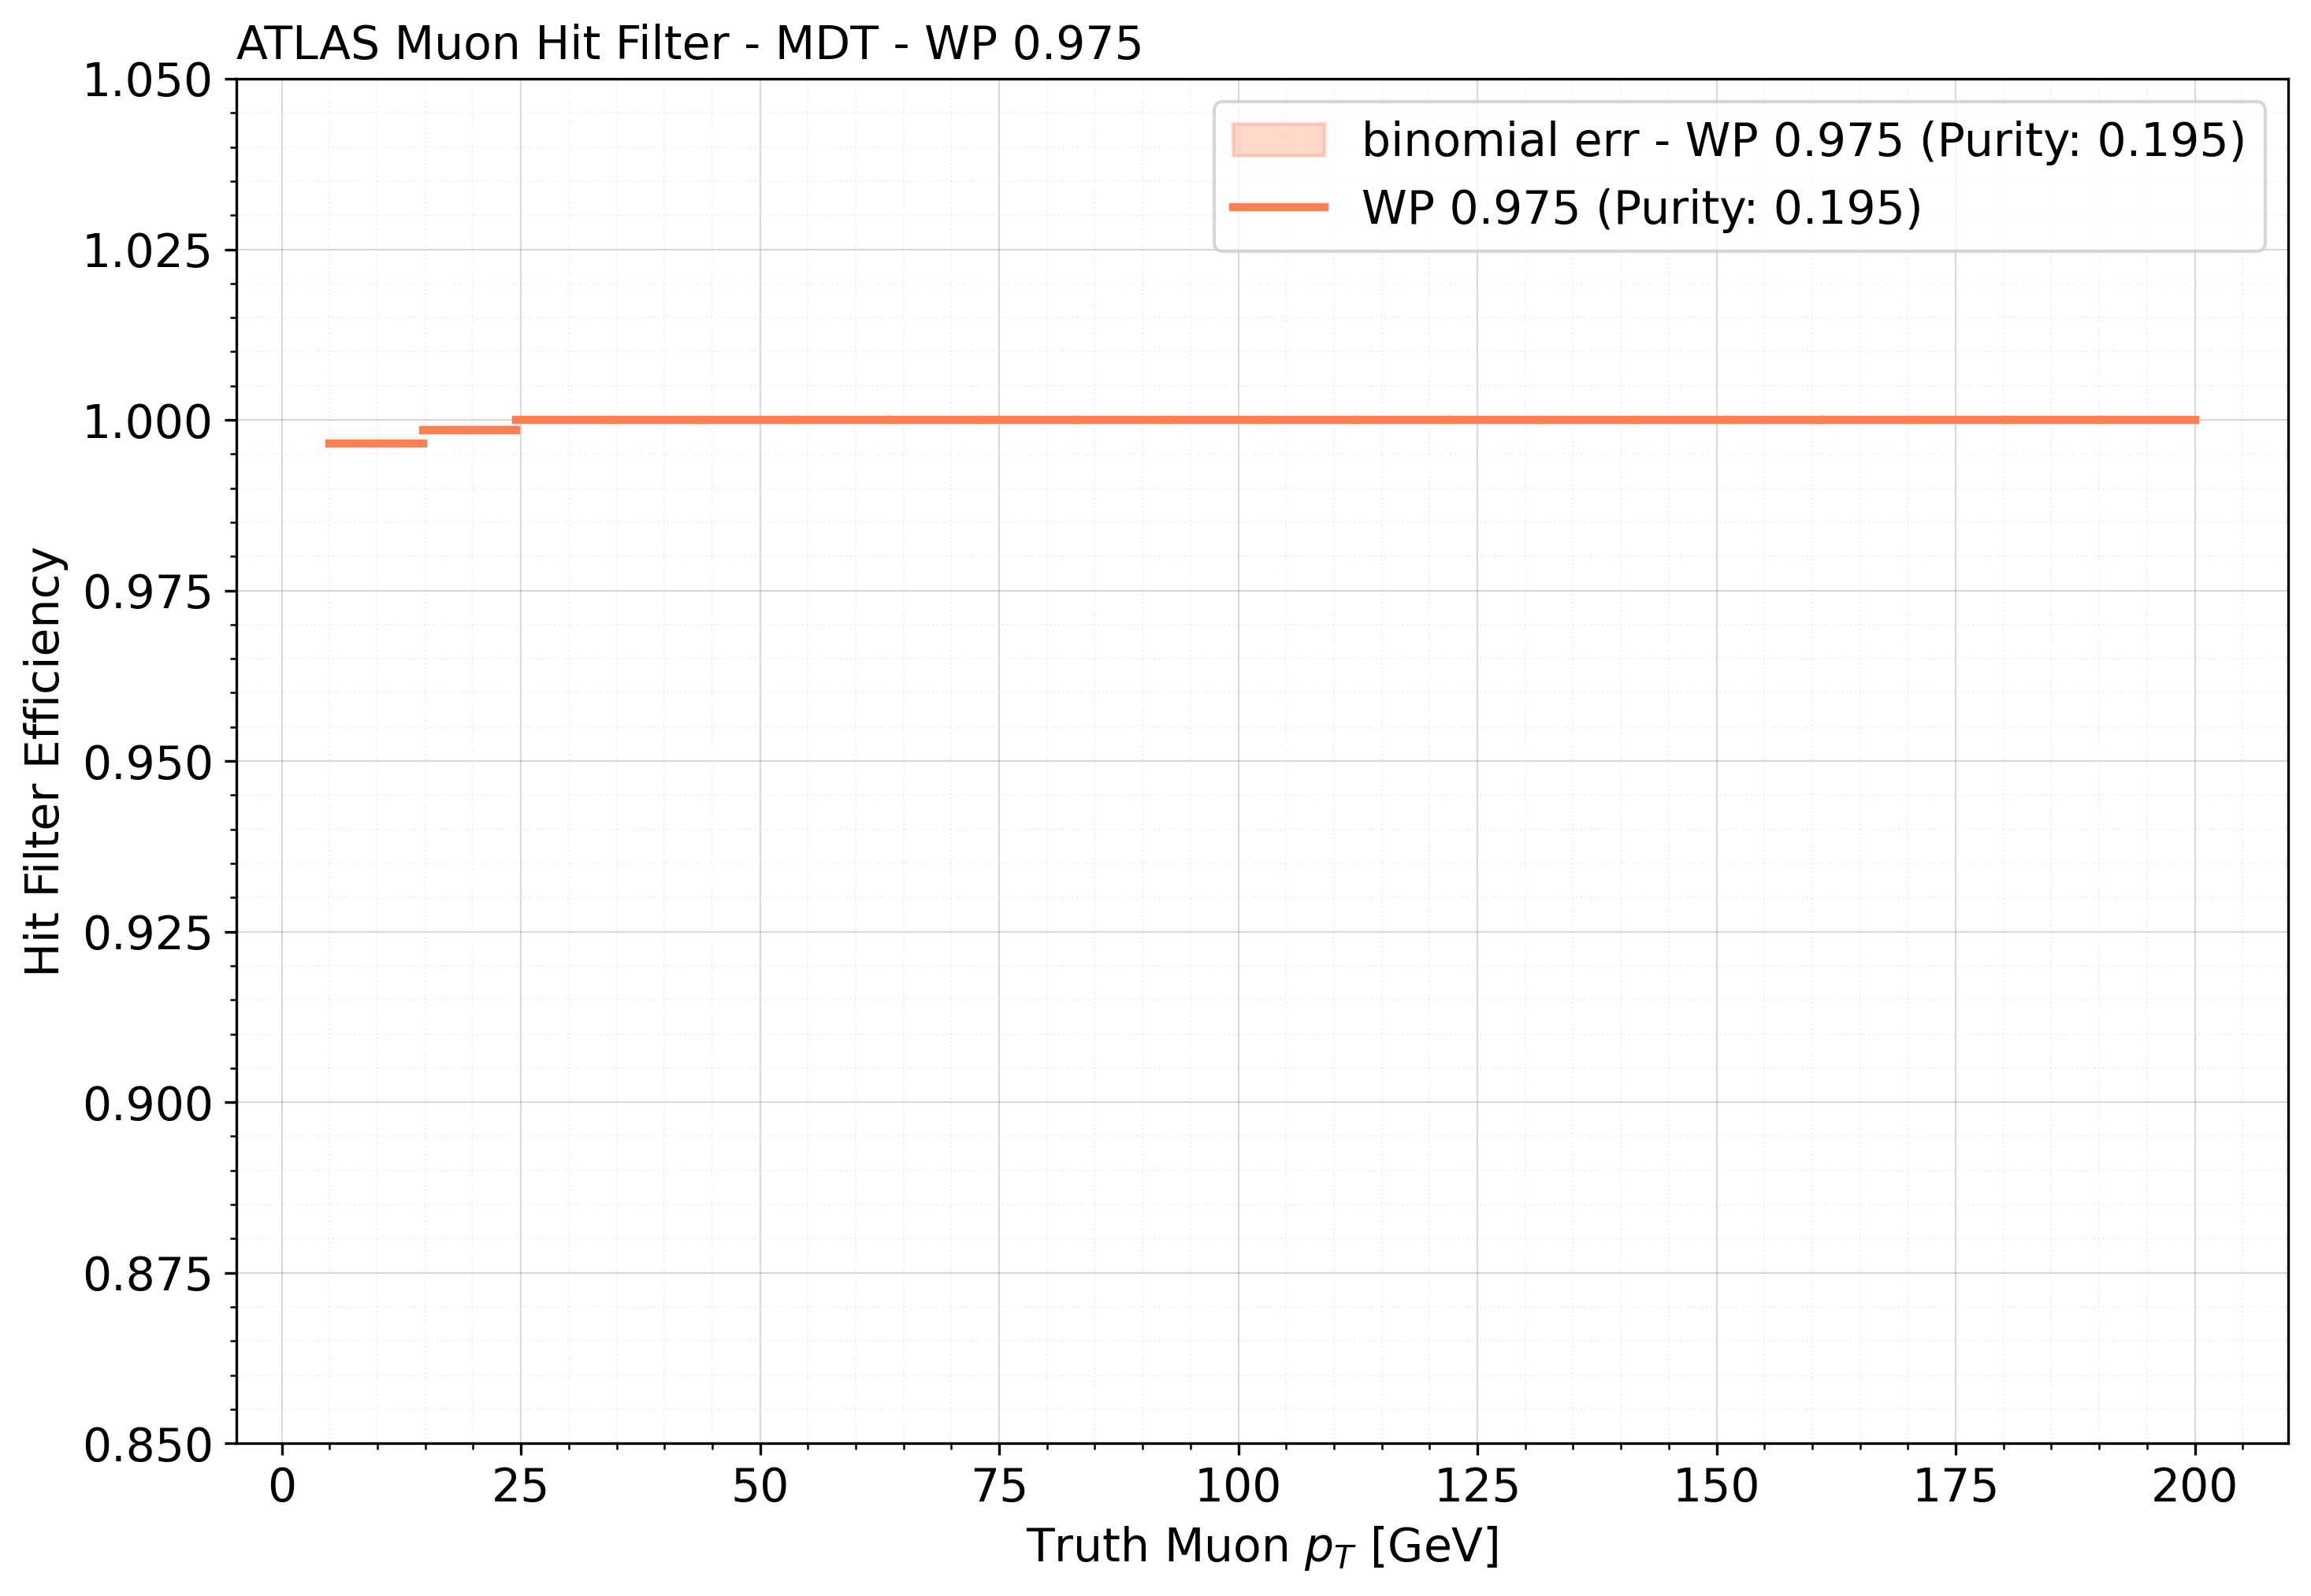 ATLAS Muon Hit Filter - MDT - WP 0.975
binomial err - WP 0.975 (Purity: 0.195)
WP 0.975 (Purity: 0.195)
Hit Filter Efficiency
1.050
1.025
1.000
0.975
0.950
0.925
0.900
0.875
0.850
0 25 50 75 100 125 150 175 200
Truth Muon p_T [GeV]